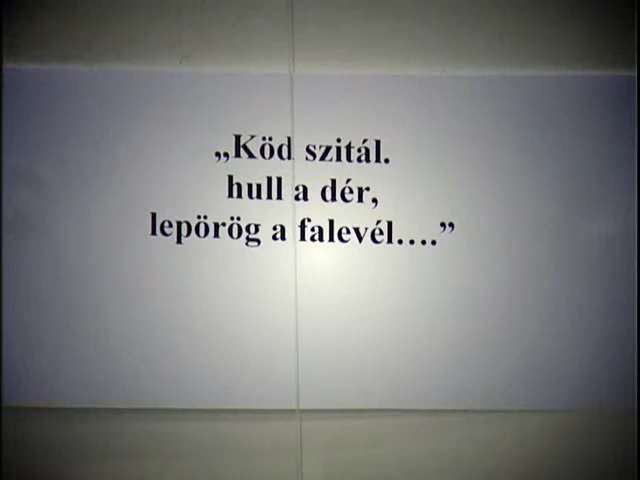 „Köd szitál.
hull a dér,
lepörög a falevél….”